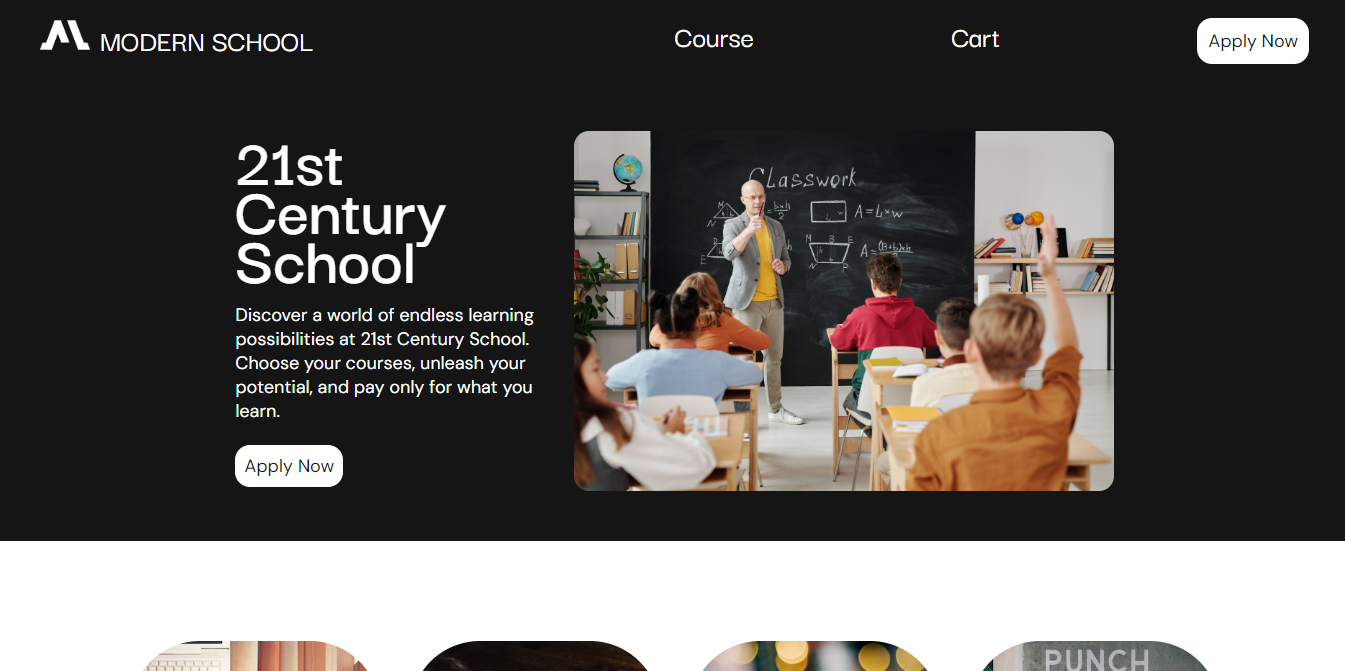 MODERN SCHOOL
Course
Cart
Apply Now
21st
Century
School
Discover a world of endless learning
possibilities at 21st Century School.
Choose your courses, unleash your
potential, and pay only for what you
learn.
Apply Now
Classwork
A=L×w
PUNCH